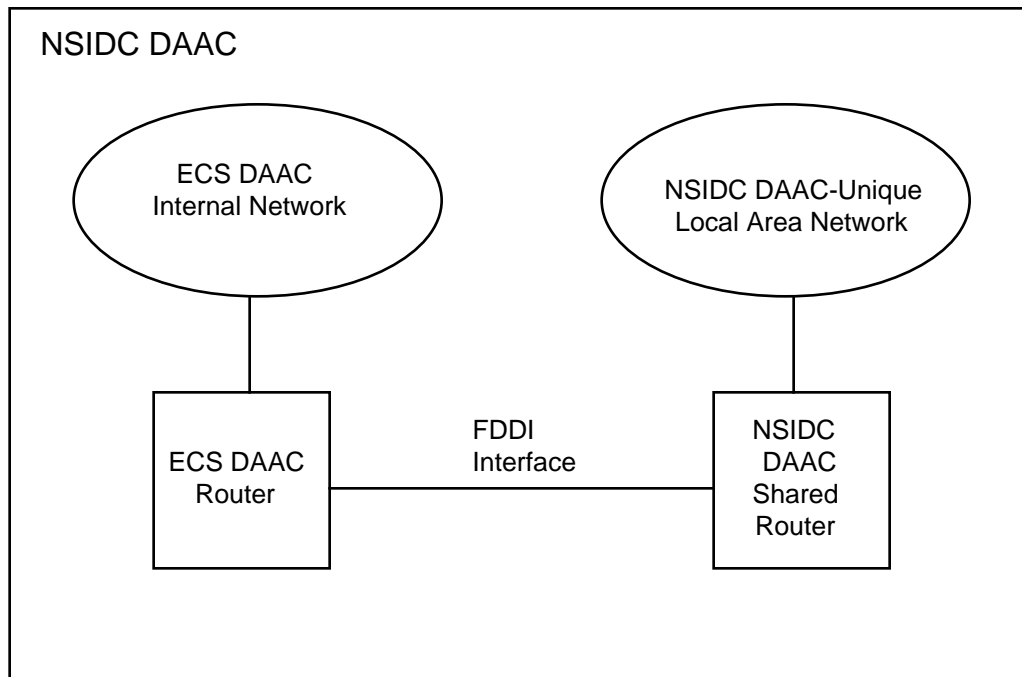 NSIDC DAAC
ECS DAAC
Internal Network
NSIDC DAAC-Unique
Local Area Network
ECS DAAC
Router
FDDI
Interface
NSIDC
DAAC
Shared
Router